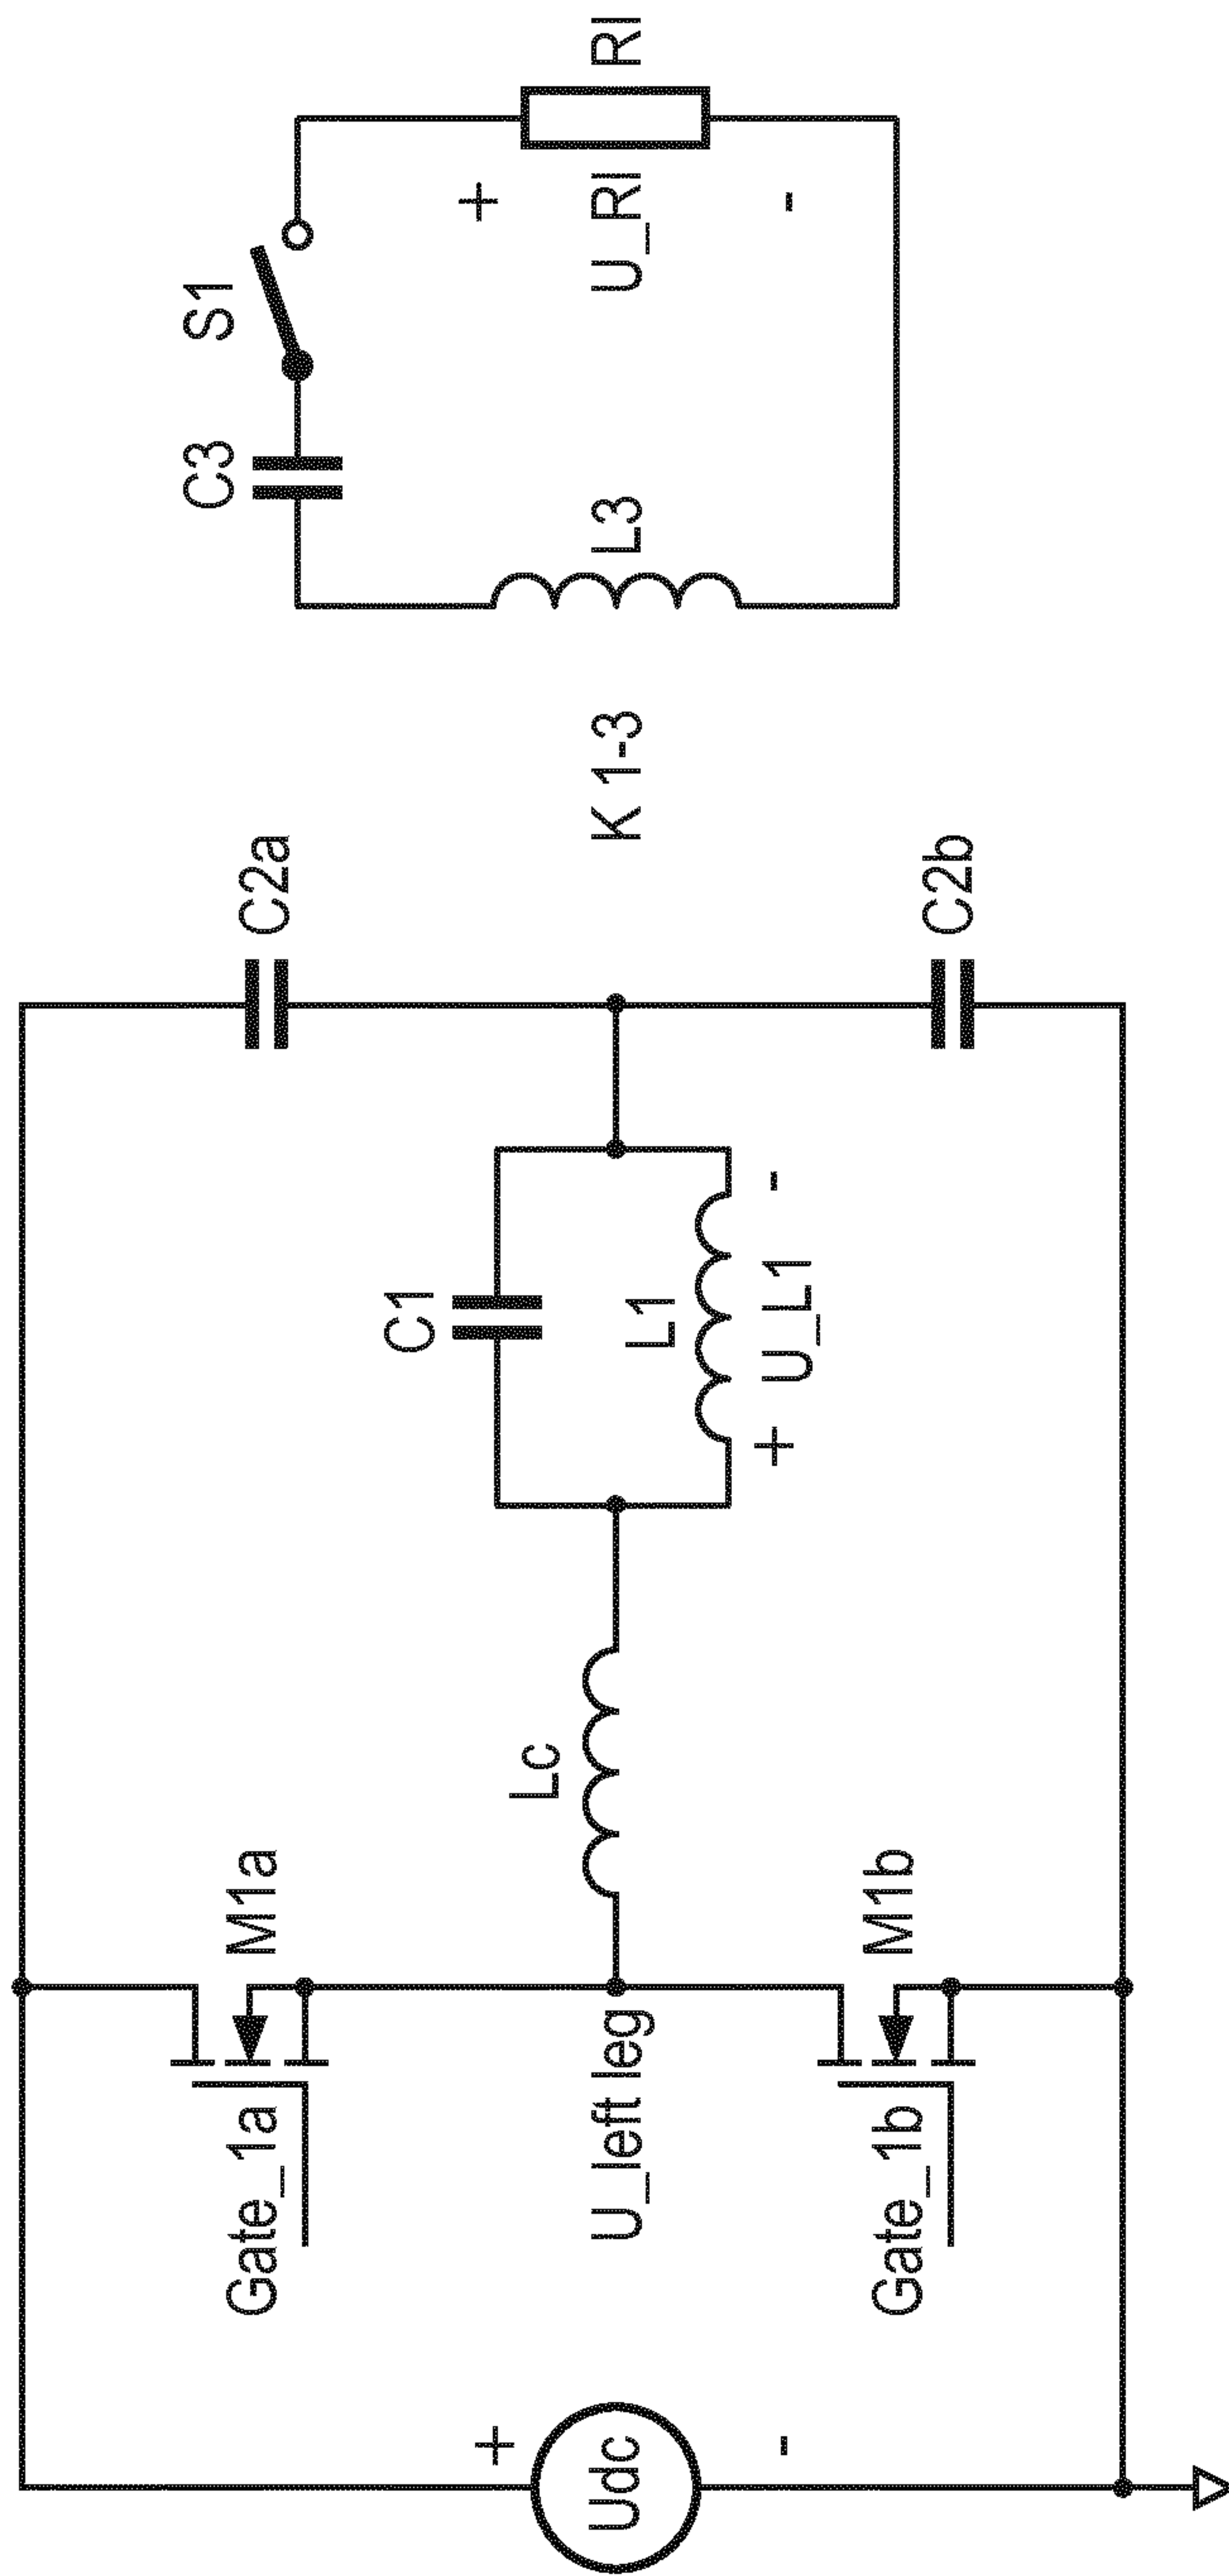 Udc
+
-
Gate_1a
M1a
U_left leg
Gate_1b
M1b
Lc
C1
L1
+ U_L1 -
C2a
C2b
K 1-3
L3
C3
S1
+
U_Rl
-
Rl